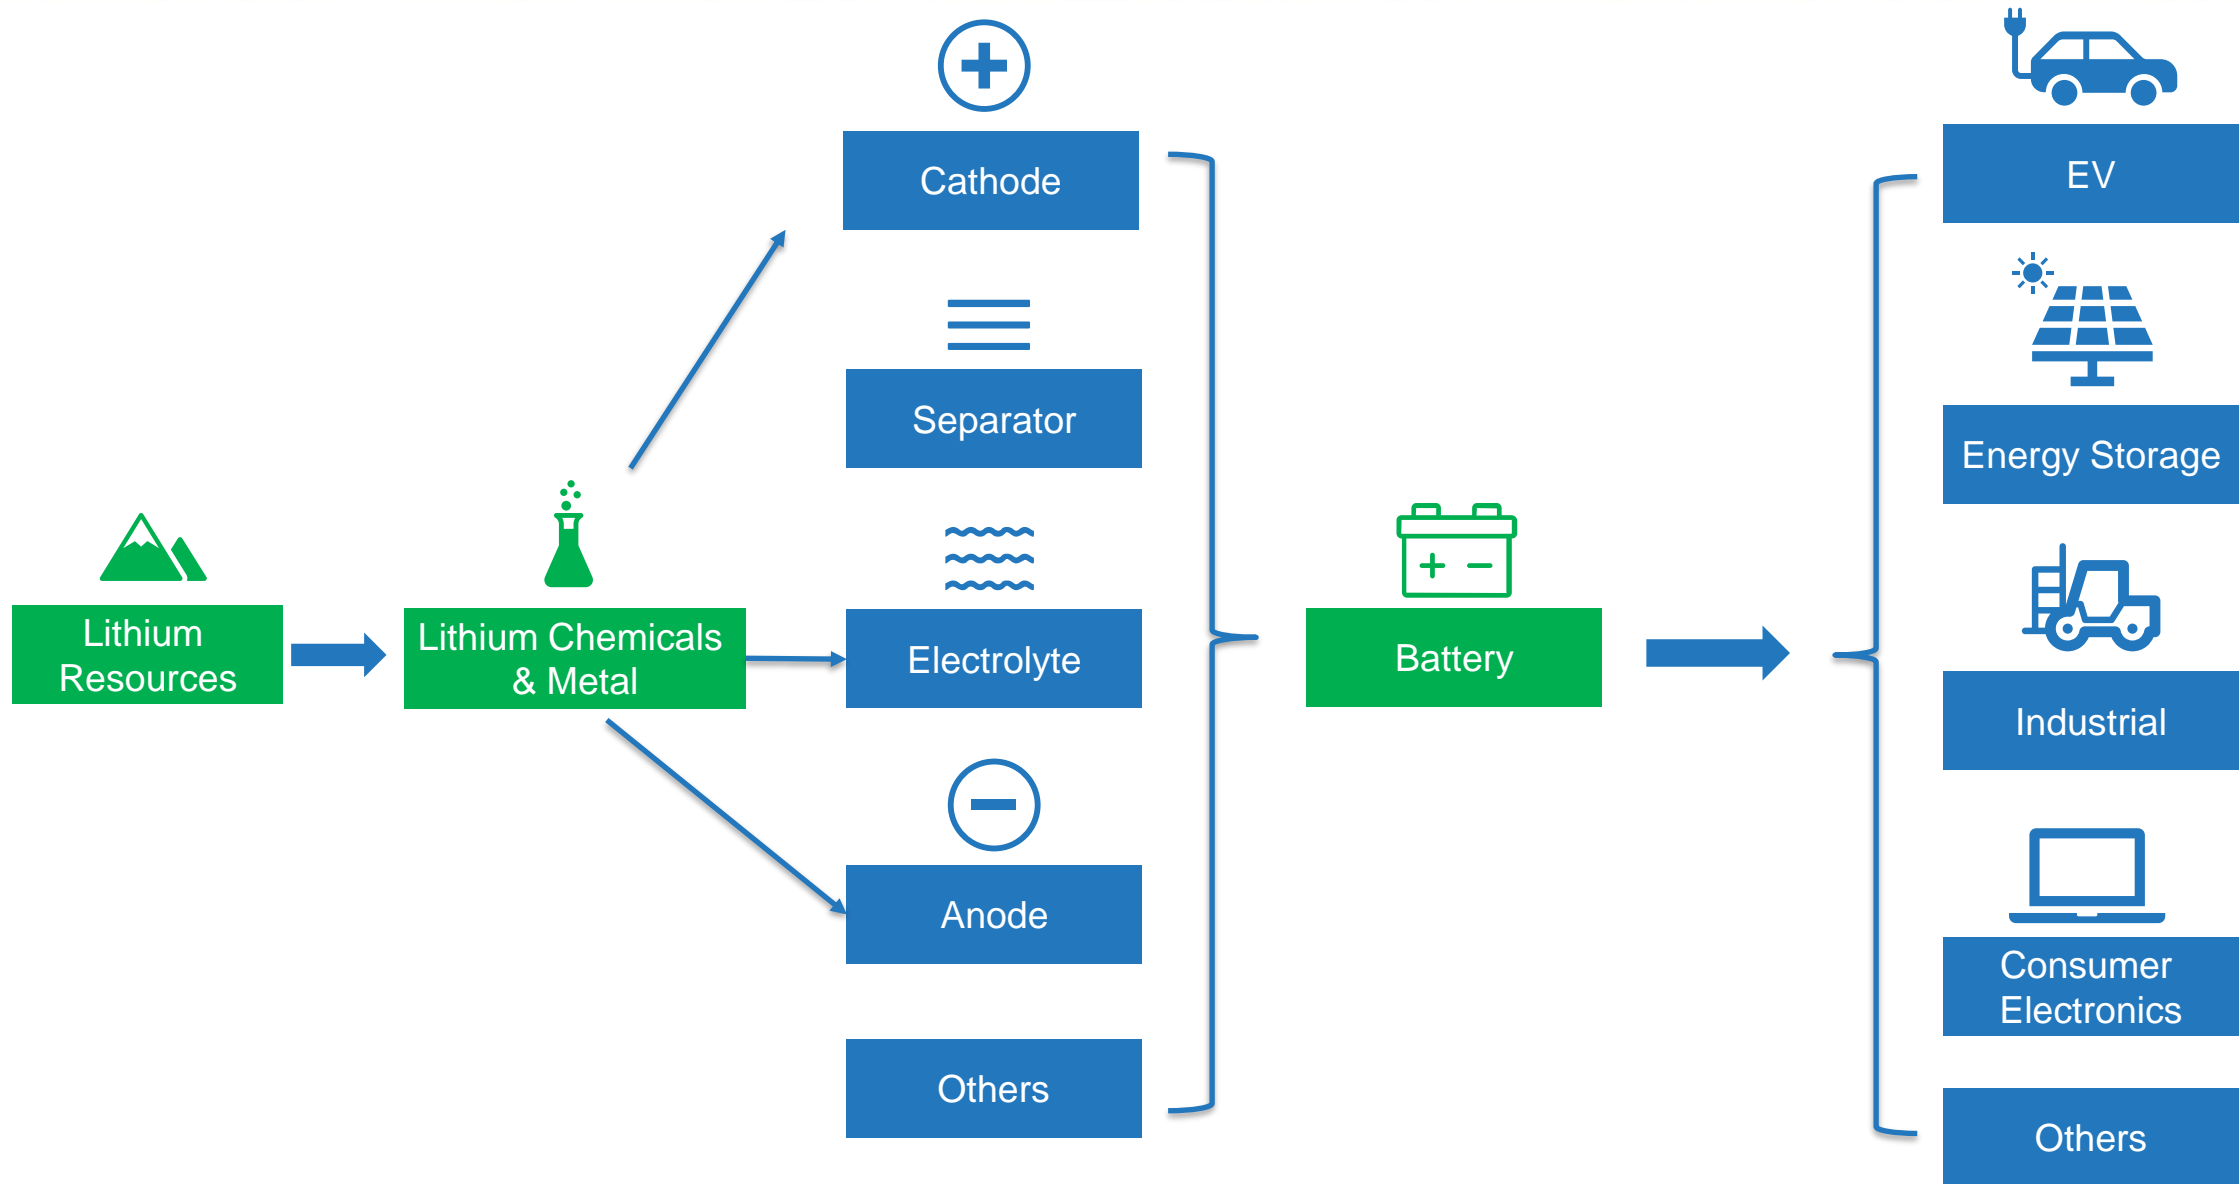 Lithium
Resources
Lithium Chemicals
& Metal
Cathode
Separator
Electrolyte
Anode
Others
Battery
EV
Energy Storage
Industrial
Consumer
Electronics
Others